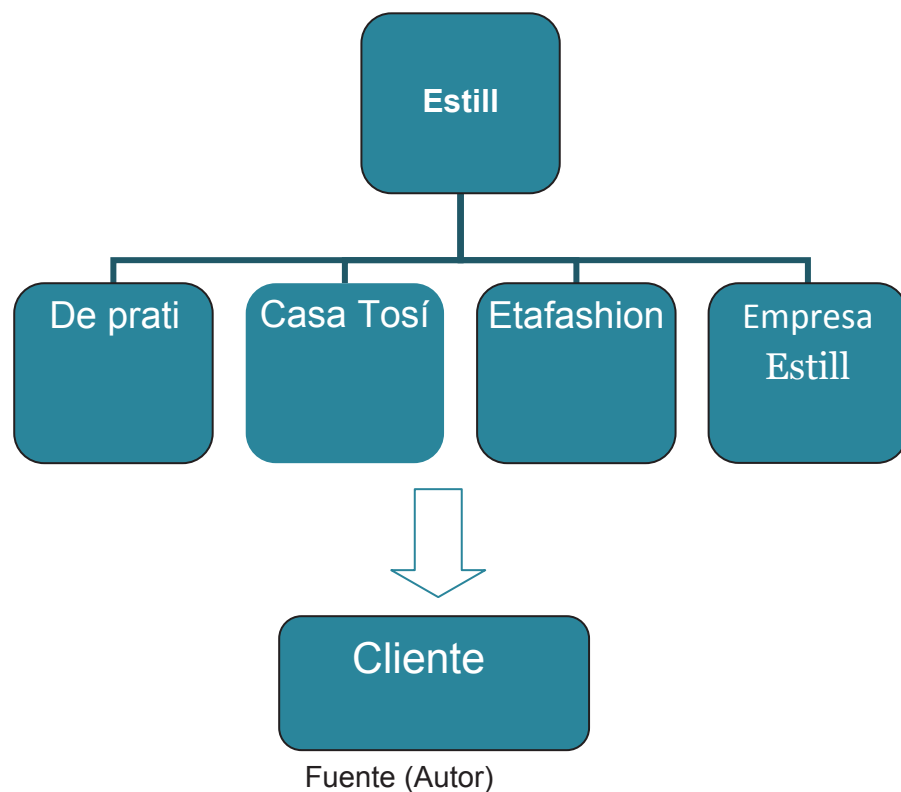 Estill
De prati
Casa Tosí
Etafashion
Empresa
Estill
Cliente
Fuente (Autor)